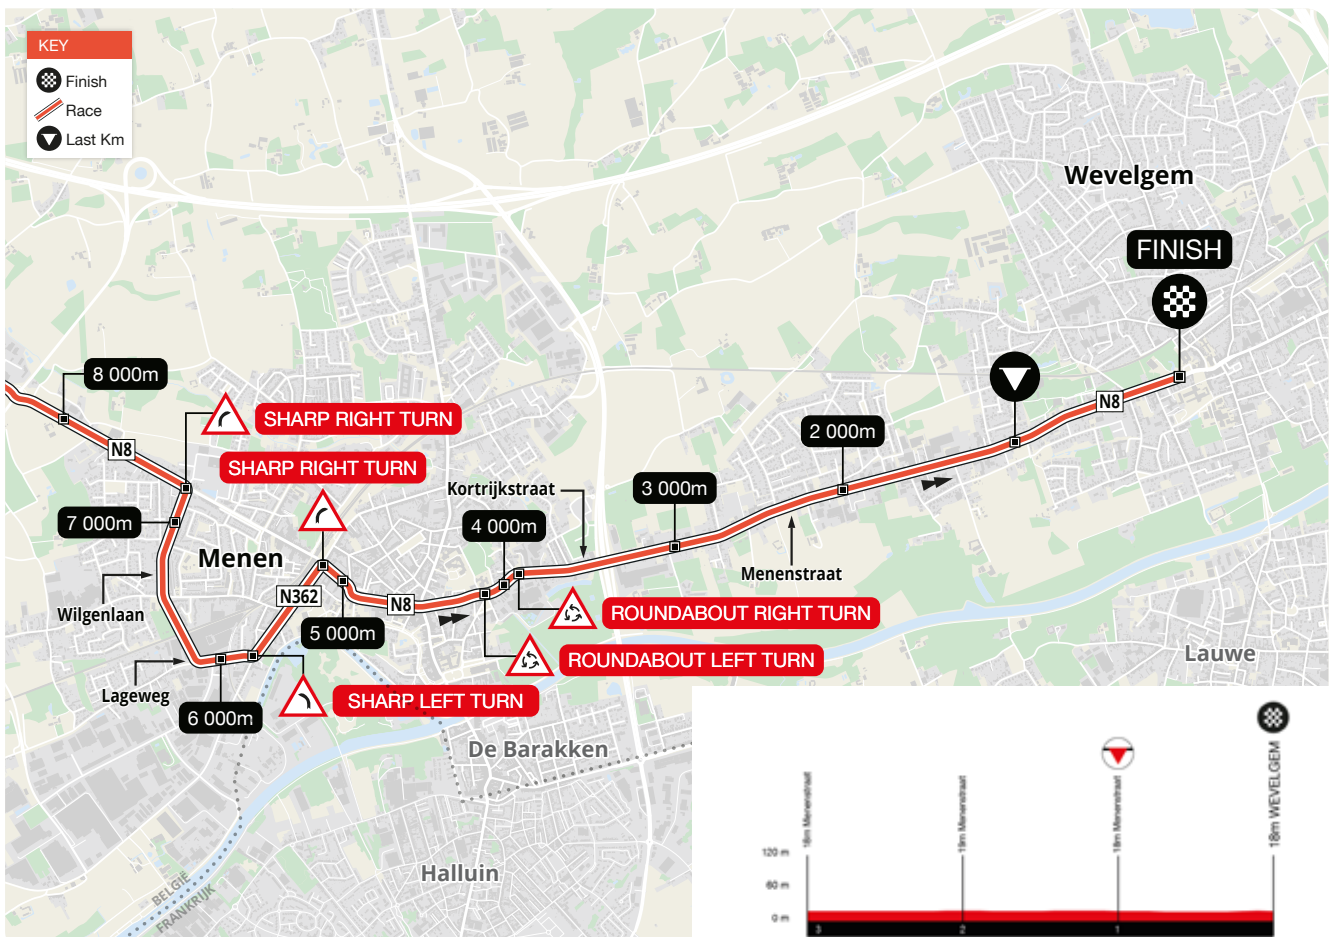 KEY
Finish
Race
Last Km
Wevelgem
FINISH
8 000m
SHARP RIGHT TURN
N8
N8
2 000m
SHARP RIGHT TURN
Kortrijkstraat
3 000m
7 000m
4 000m
Menen
Menenstraat
N362
N8
Wilgenlaan
5 000m
ROUNDABOUT RIGHT TURN
ROUNDABOUT LEFT TURN
Lauwe
Lageweg
SHARP LEFT TURN
6 000m
De Barakken
Halluin
BELGIË
FRANKRIJK
18m Menenstraat
19m Menenstraat
18m Menenstraat
18m WEVELGEM
120 m
60 m
0 m
3
2
1